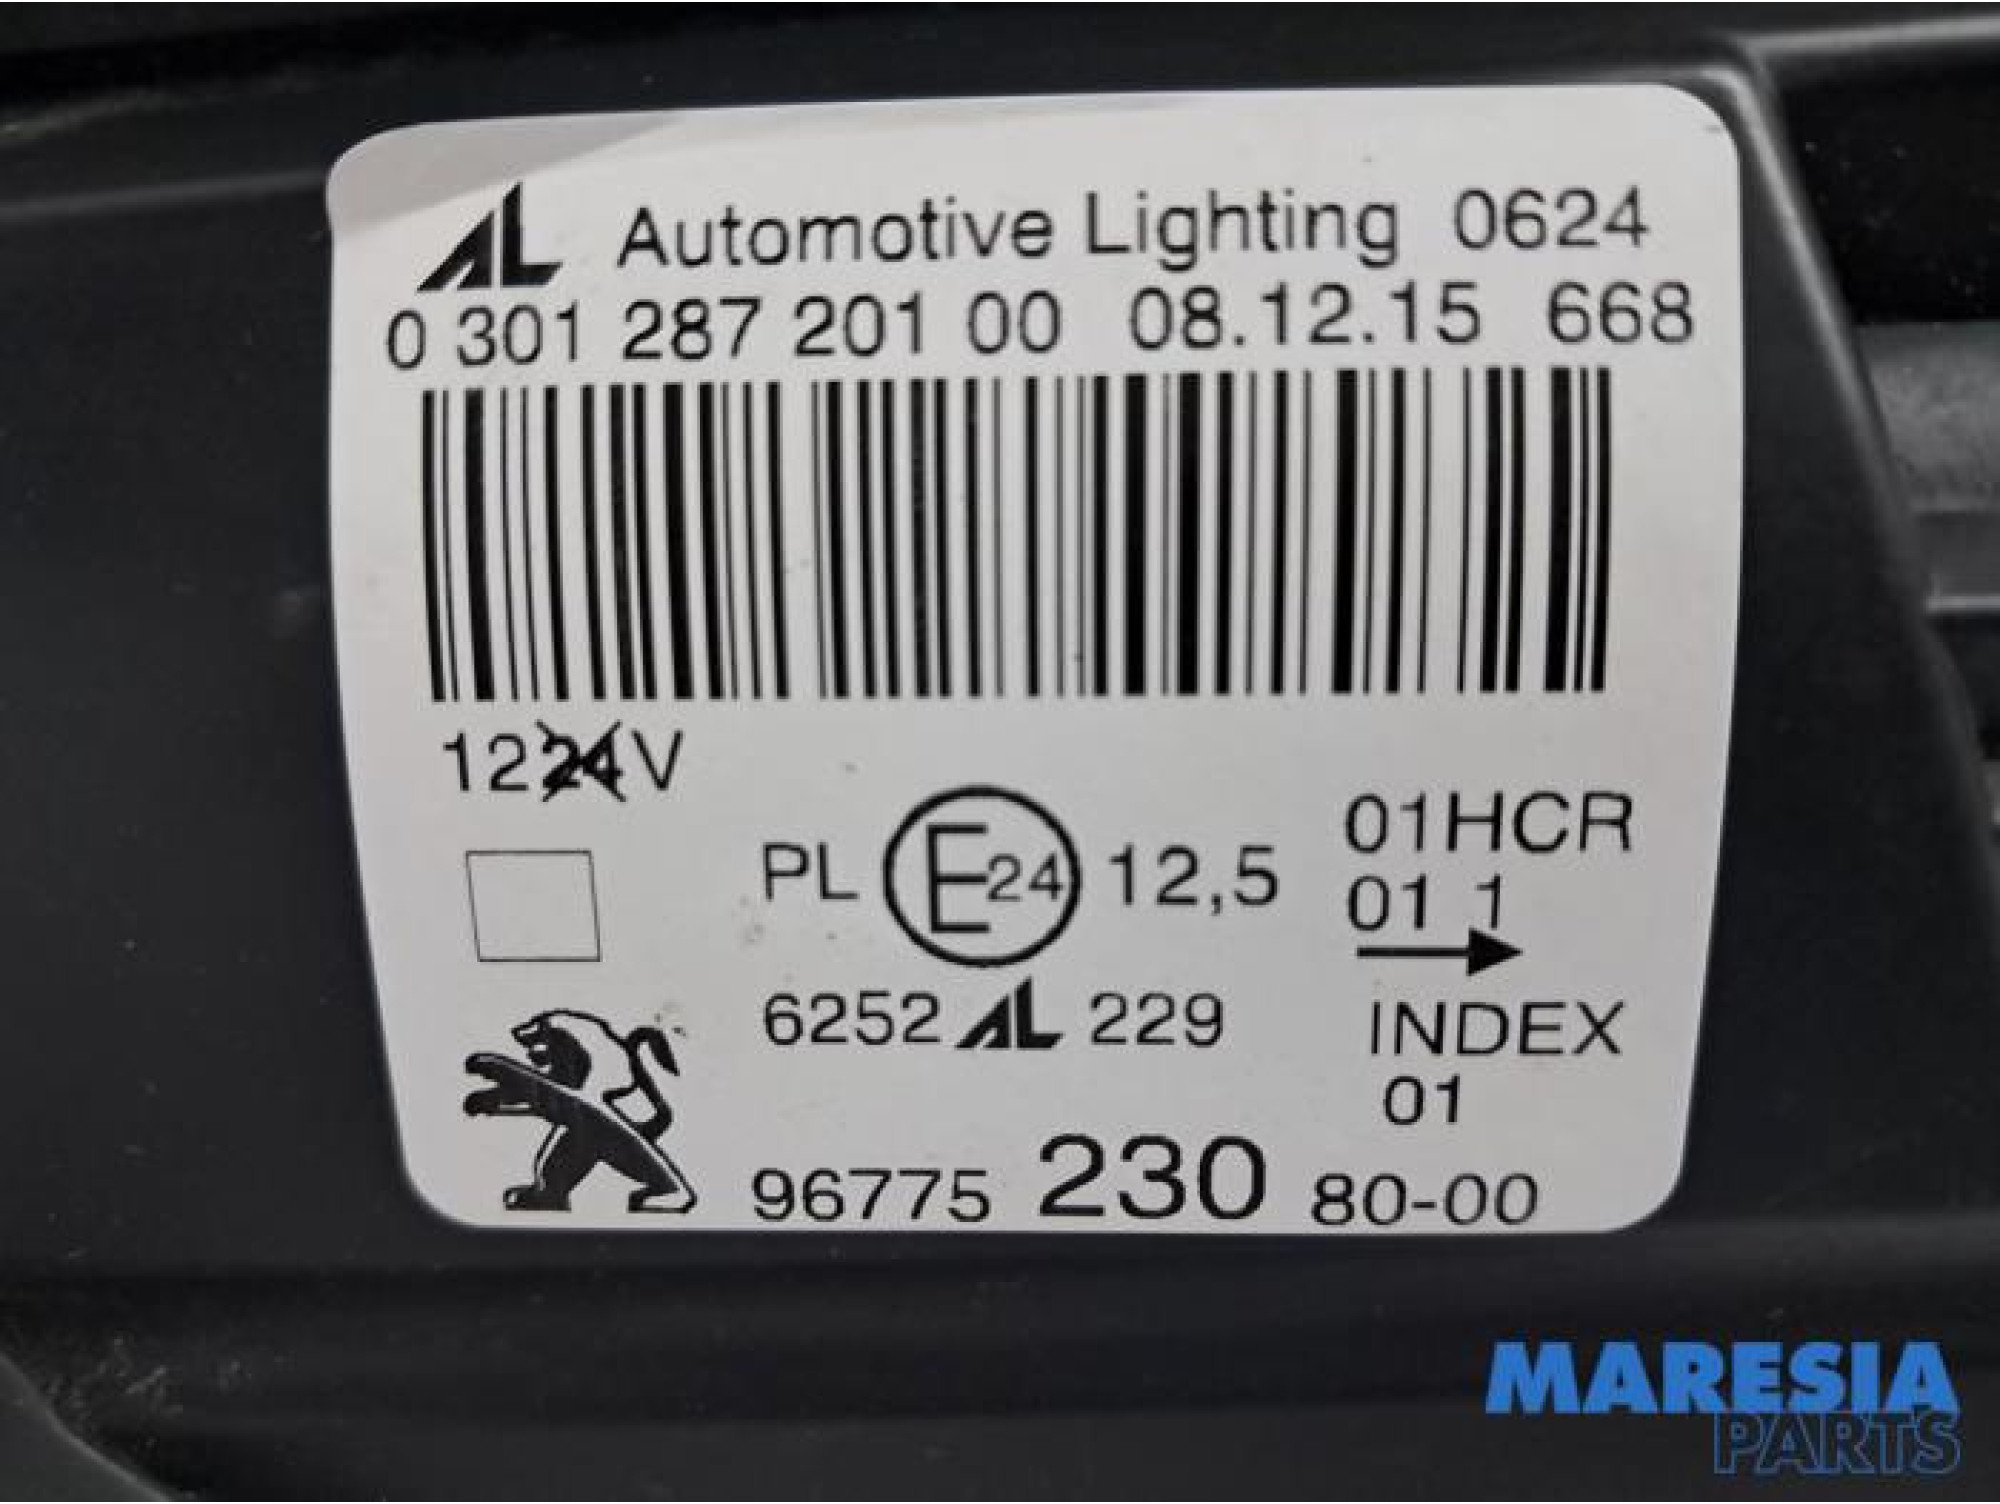 AL Automotive Lighting 0624
0 301 287 201 00 08.12.15 668
1224V
PL E24 12,5
01HCR
01 1
6252 AL 229
INDEX
01
96775 230 80-00
MARESIA
PARTS